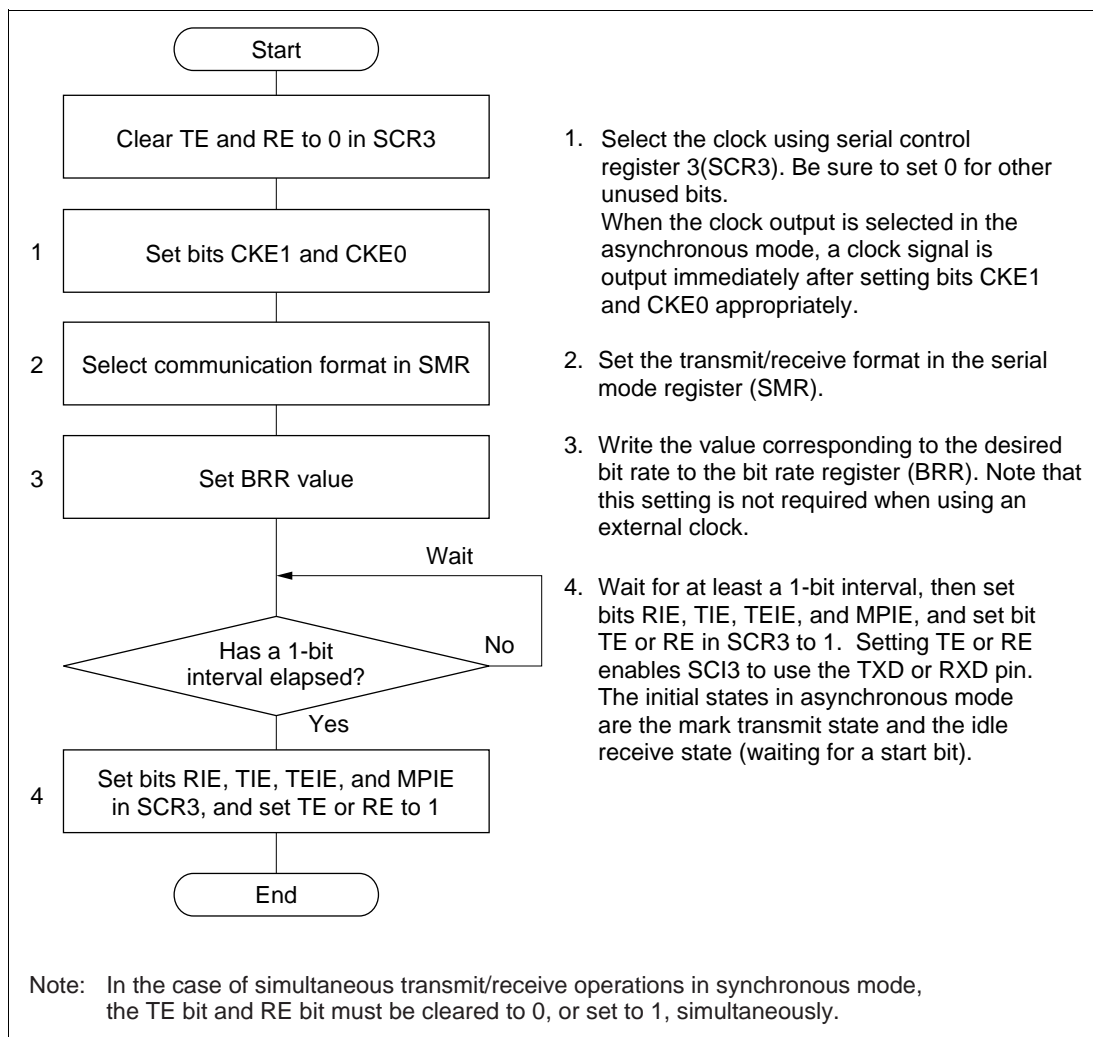 Start
Clear TE and RE to 0 in SCR3
1
Set bits CKE1 and CKE0
2
Select communication format in SMR
3
Set BRR value
Wait
Has a 1-bit
interval elapsed?
No
Yes
4
Set bits RIE, TIE, TEIE, and MPIE
in SCR3, and set TE or RE to 1
End
1. Select the clock using serial control
register 3(SCR3). Be sure to set 0 for other
unused bits.
When the clock output is selected in the
asynchronous mode, a clock signal is
output immediately after setting bits CKE1
and CKE0 appropriately.
2. Set the transmit/receive format in the serial
mode register (SMR).
3. Write the value corresponding to the desired
bit rate to the bit rate register (BRR). Note that
this setting is not required when using an
external clock.
4. Wait for at least a 1-bit interval, then set
bits RIE, TIE, TEIE, and MPIE, and set bit
TE or RE in SCR3 to 1. Setting TE or RE
enables SCI3 to use the TXD or RXD pin.
The initial states in asynchronous mode
are the mark transmit state and the idle
receive state (waiting for a start bit).
Note: In the case of simultaneous transmit/receive operations in synchronous mode,
the TE bit and RE bit must be cleared to 0, or set to 1, simultaneously.